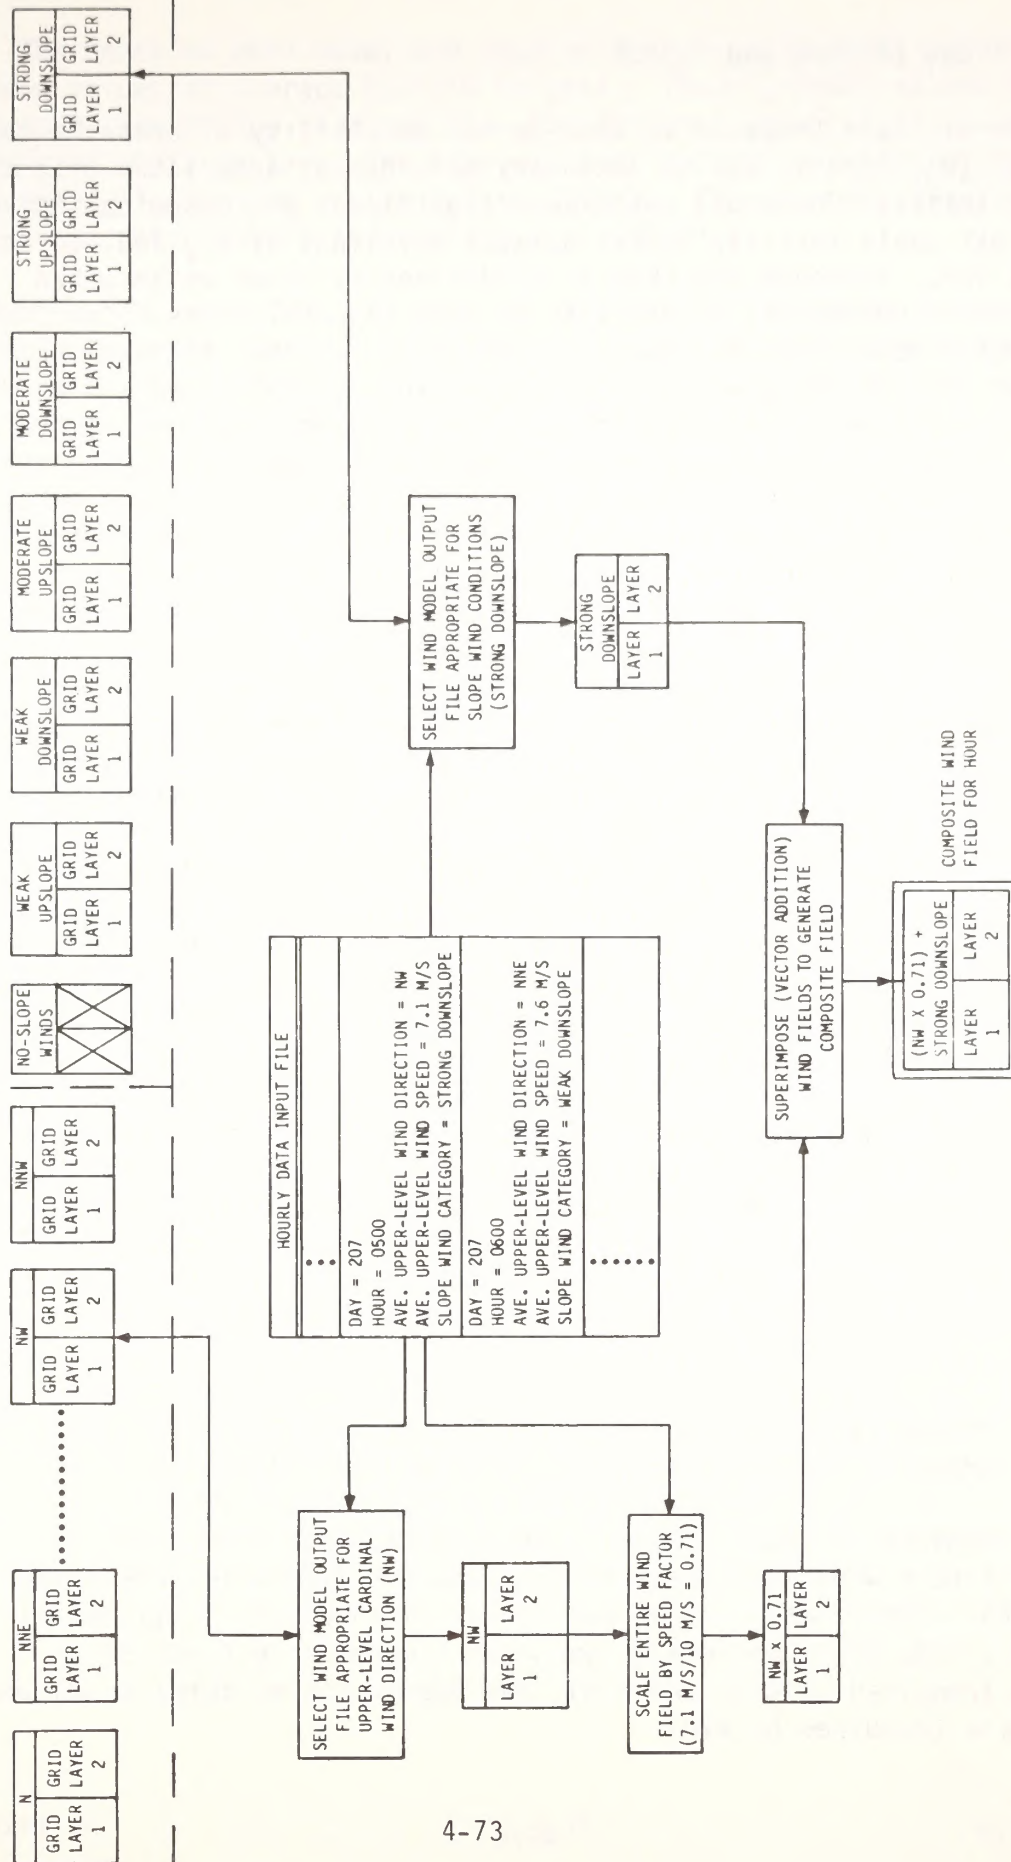 N
GRID GRID
LAYER LAYER
1 2
NNE
GRID GRID
LAYER LAYER
1 2
NW
GRID GRID
LAYER LAYER
1 2
NNW
GRID GRID
LAYER LAYER
1 2
NO-SLOPE
WINDS
WEAK
UPSLOPE
GRID GRID
LAYER LAYER
1 2
WEAK
DOWNSLOPE
GRID GRID
LAYER LAYER
1 2
MODERATE
UPSLOPE
GRID GRID
LAYER LAYER
1 2
MODERATE
DOWNSLOPE
GRID GRID
LAYER LAYER
1 2
STRONG
UPSLOPE
GRID GRID
LAYER LAYER
1 2
STRONG
DOWNSLOPE
GRID GRID
LAYER LAYER
1 2
HOURLY DATA INPUT FILE
DAY = 207
HOUR = 0500
AVE. UPPER-LEVEL WIND DIRECTION = NW
AVE. UPPER-LEVEL WIND SPEED = 7.1 M/S
SLOPE WIND CATEGORY = STRONG DOWNSLOPE
DAY = 207
HOUR = 0600
AVE. UPPER-LEVEL WIND DIRECTION = NNE
AVE. UPPER-LEVEL WIND SPEED = 7.6 M/S
SLOPE WIND CATEGORY = WEAK DOWNSLOPE
SELECT WIND MODEL OUTPUT
FILE APPROPRIATE FOR
UPPER-LEVEL CARDINAL
WIND DIRECTION (NW)
NW
LAYER LAYER
1 2
SCALE ENTIRE WIND
FIELD BY SPEED FACTOR
(7.1 M/S/10 M/S = 0.71)
NW X 0.71
LAYER LAYER
1 2
SELECT WIND MODEL OUTPUT
FILE APPROPRIATE FOR
SLOPE WIND CONDITIONS
(STRONG DOWNSLOPE)
STRONG
DOWNSLOPE
LAYER LAYER
1 2
SUPERIMPOSE (VECTOR ADDITION)
WIND FIELDS TO GENERATE
COMPOSITE FIELD
(NW X 0.71) +
STRONG DOWNSLOPE
LAYER LAYER
1 2
COMPOSITE WIND
FIELD FOR HOUR
4-73